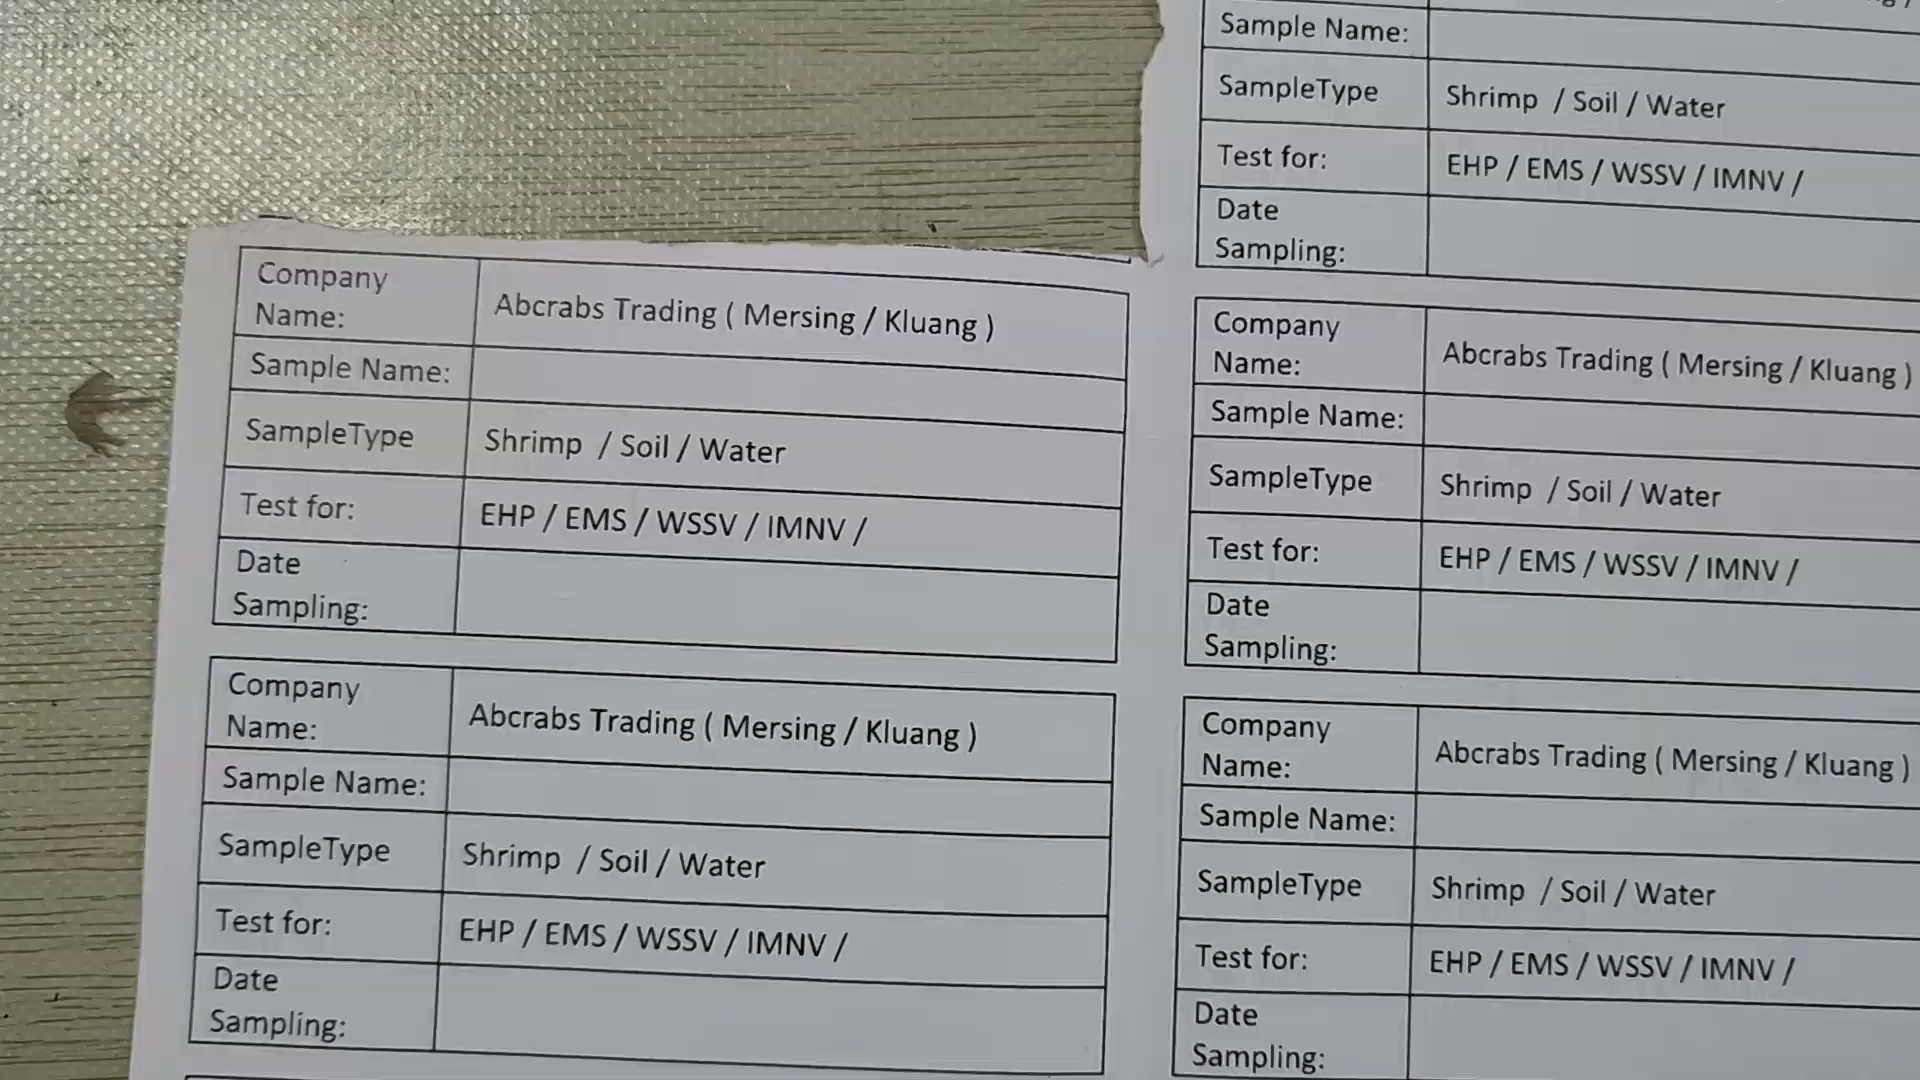 Sample Name:
SampleType Shrimp / Soil / Water
Test for: EHP / EMS / WSSV / IMNV /
Date
Sampling:
Company
Name: Abcrabs Trading ( Mersing / Kluang )
Sample Name:
SampleType Shrimp / Soil / Water
Test for: EHP / EMS / WSSV / IMNV /
Date
Sampling:
Company
Name: Abcrabs Trading ( Mersing / Kluang )
Sample Name:
SampleType Shrimp / Soil / Water
Test for: EHP / EMS / WSSV / IMNV /
Date
Sampling:
Company
Name: Abcrabs Trading ( Mersing / Kluang )
Sample Name:
SampleType Shrimp / Soil / Water
Test for: EHP / EMS / WSSV / IMNV /
Date
Sampling:
Company
Name: Abcrabs Trading ( Mersing / Kluang )
Sample Name:
SampleType Shrimp / Soil / Water
Test for: EHP / EMS / WSSV / IMNV /
Date
Sampling: